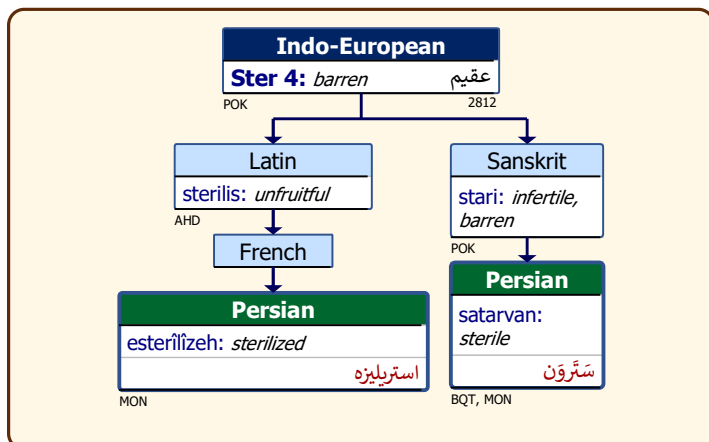 Indo-European
Ster 4: barren عقیم
POK 2812
Latin
sterilis: unfruitful
AHD
French
Persian
esterîlîzeh: sterilized
استریلیزه
MON
Sanskrit
stari: infertile,
barren
POK
Persian
satarvan:
sterile
سَتَروَن
BQT, MON